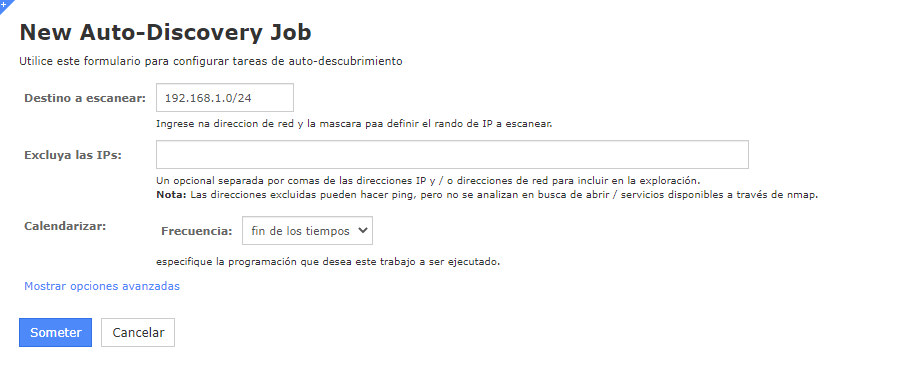 +
New Auto-Discovery Job
Utilice este formulario para configurar tareas de auto-descubrimiento
Destino a escanear: 192.168.1.0/24
Ingrese na direccion de red y la mascara paa definir el rando de IP a escanear.
Excluya las IPs:
Un opcional separada por comas de las direcciones IP y / o direcciones de red para incluir en la exploración.
Nota: Las direcciones excluidas pueden hacer ping, pero no se analizan en busca de abrir / servicios disponibles a través de nmap.
Calendarizar: Frecuencia: fin de los tiempos
especifique la programación que desea este trabajo a ser ejecutado.
Mostrar opciones avanzadas
Someter Cancelar